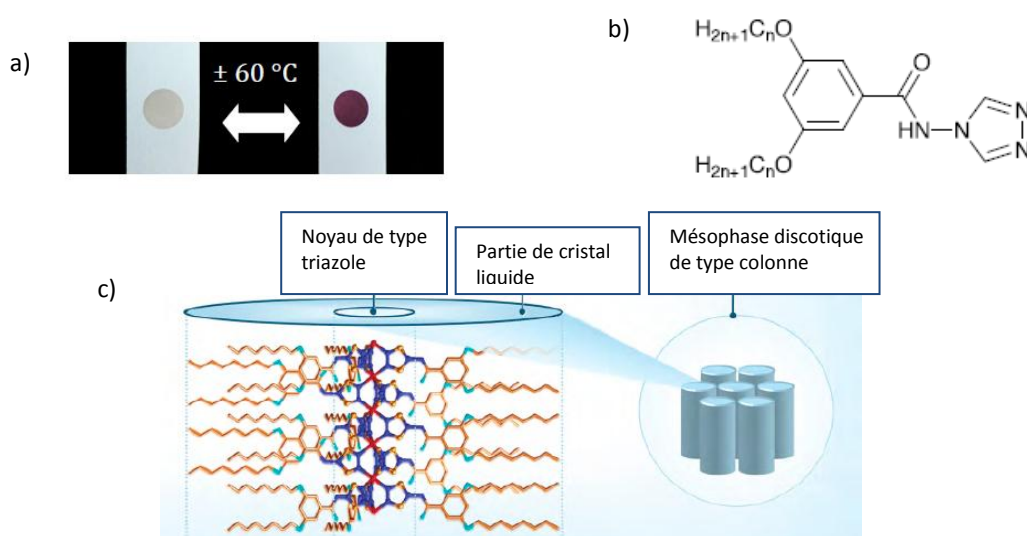 a)
± 60 °C
b)
H₂ₙ₊₁CₙO
O
HN
N
N
N
H₂ₙ₊₁CₙO
c)
Noyau de type
triazole
Partie de cristal
liquide
Mésophase discotique
de type colonne